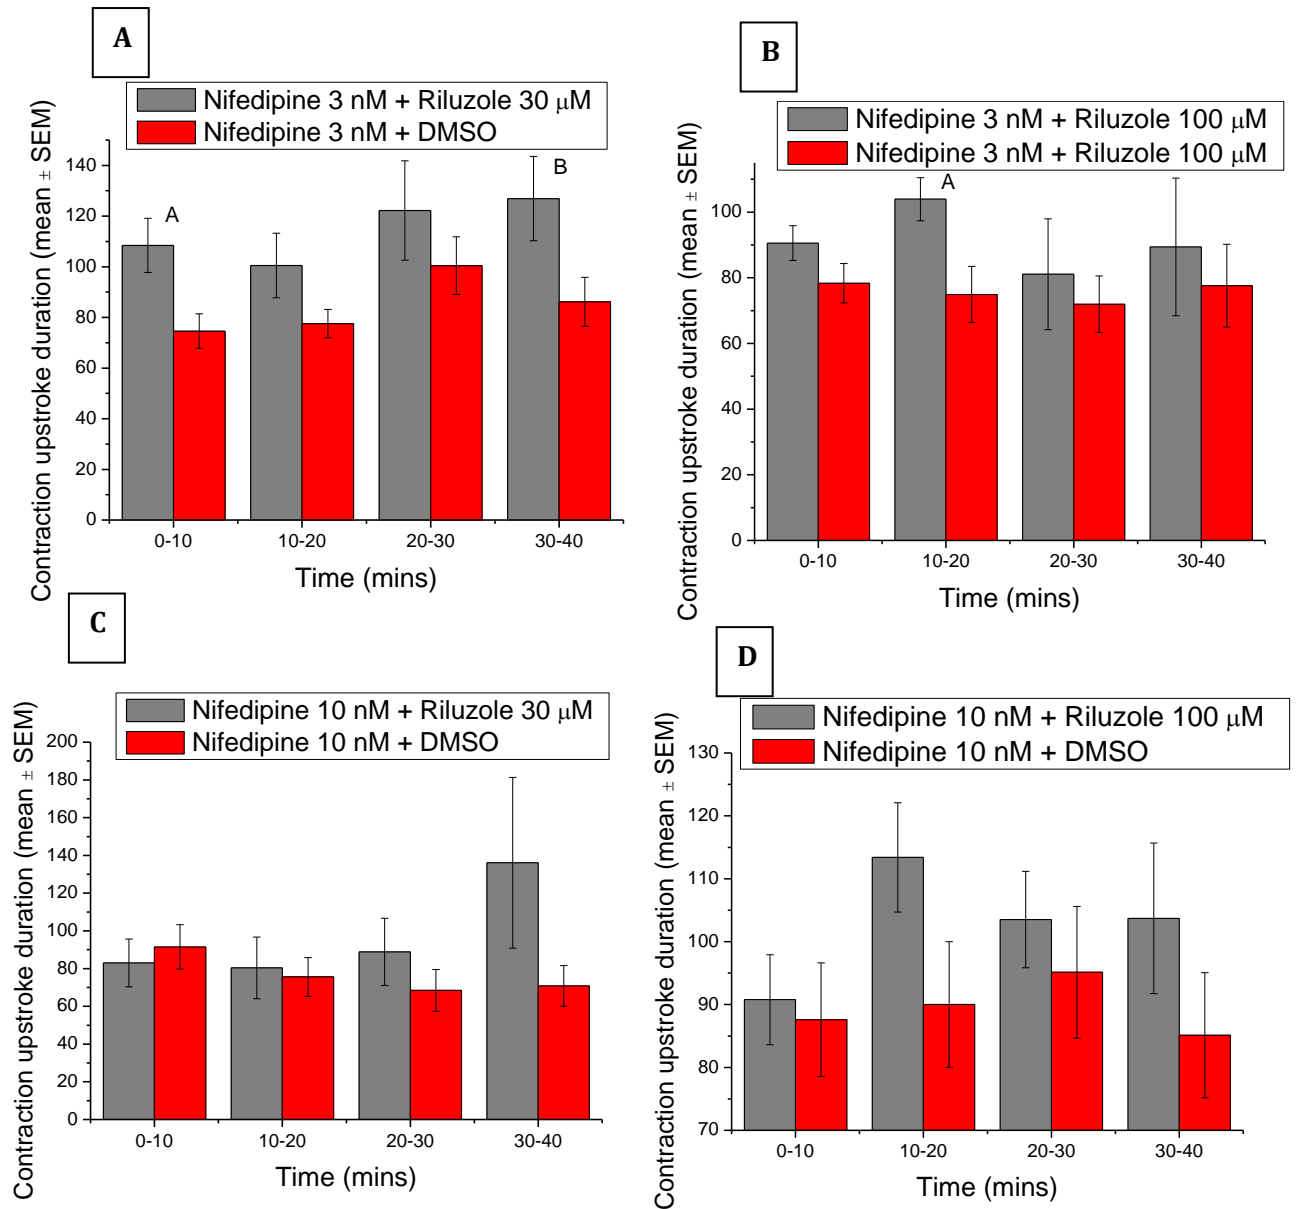 A
Nifedipine 3 nM + Riluzole 30 μM
Nifedipine 3 nM + DMSO
Contraction upstroke duration (mean ± SEM)
140
120
100
80
60
40
20
0
A
B
0-10
10-20
20-30
30-40
Time (mins)
B
Nifedipine 3 nM + Riluzole 100 μM
Nifedipine 3 nM + Riluzole 100 μM
Contraction upstroke duration (mean ± SEM)
100
80
60
40
20
0
A
0-10
10-20
20-30
30-40
Time (mins)
C
Nifedipine 10 nM + Riluzole 30 μM
Nifedipine 10 nM + DMSO
Contraction upstroke duration (mean ± SEM)
200
180
160
140
120
100
80
60
40
20
0
0-10
10-20
20-30
30-40
Time (mins)
D
Nifedipine 10 nM + Riluzole 100 μM
Nifedipine 10 nM + DMSO
Contraction upstroke duration (mean ± SEM)
130
120
110
100
90
80
70
0-10
10-20
20-30
30-40
Time (mins)